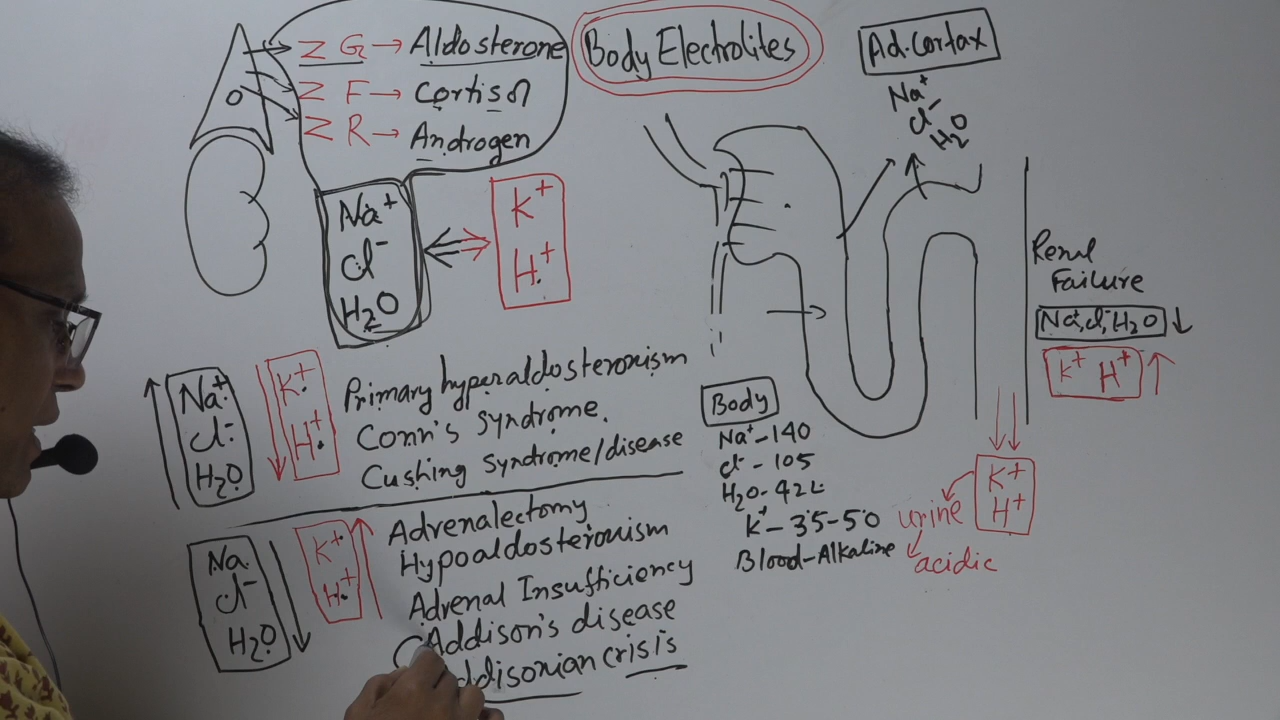 Body Electrolites
Z G → Aldosterone
Z F → Cortisol
Z R → Androgen
Na⁺
Cl⁻
H₂O
K⁺
H⁺
Ad. Cortax
Na⁺
Cl⁻
H₂O
Renal
Failure
Na⁺, Cl⁻, H₂O ↓
K⁺ H⁺ ↑
Na⁺
Cl⁻
H₂O
K⁺
H⁺
Primary hyperaldosteronism
Conn's syndrome.
Cushing syndrome/disease
Na
Cl⁻
H₂O
K⁺
H⁺
Adrenalectomy
Hypoaldosteronism
Adrenal Insufficiency
Addison's disease
ddisonian crisis
Body
Na⁺-140
Cl⁻ - 105
H₂O-42L
K⁺- 3.5-5.0
Blood-Alkaline
K⁺
H⁺
urine
acidic